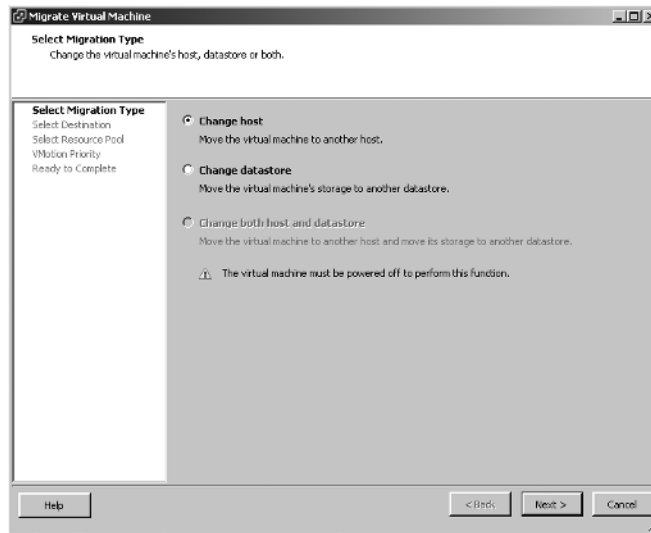 Migrate Virtual Machine
Select Migration Type
Change the virtual machine's host, datastore or both.
Select Migration Type
Select Destination
Select Resource Pool
VMotion Priority
Ready to Complete
Change host
Move the virtual machine to another host.
Change datastore
Move the virtual machine's storage to another datastore.
Change both host and datastore
Move the virtual machine to another host and move its storage to another datastore.
The virtual machine must be powered off to perform this function.
Help
< Back
Next >
Cancel